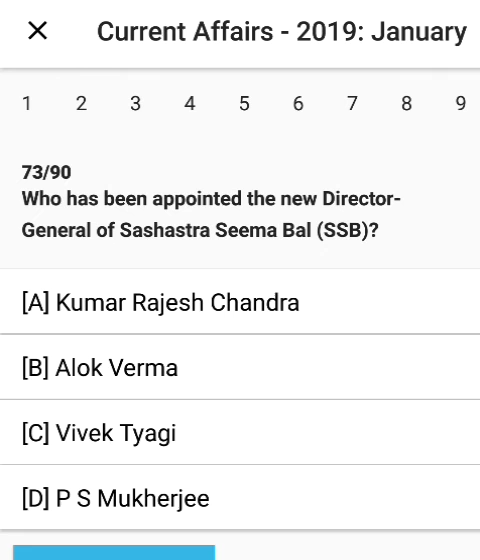 × Current Affairs - 2019: January
1 2 3 4 5 6 7 8 9
73/90
Who has been appointed the new Director-
General of Sashastra Seema Bal (SSB)?
[A] Kumar Rajesh Chandra
[B] Alok Verma
[C] Vivek Tyagi
[D] P S Mukherjee